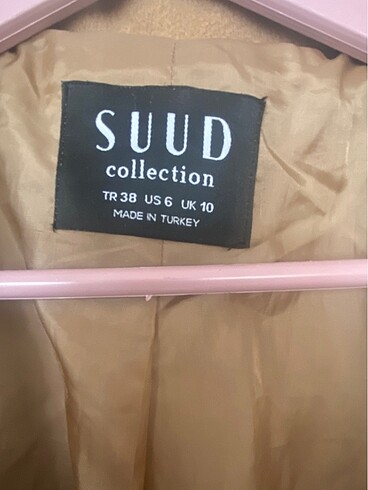 SUUD
collection
TR 38 US 6 UK 10
MADE IN TURKEY